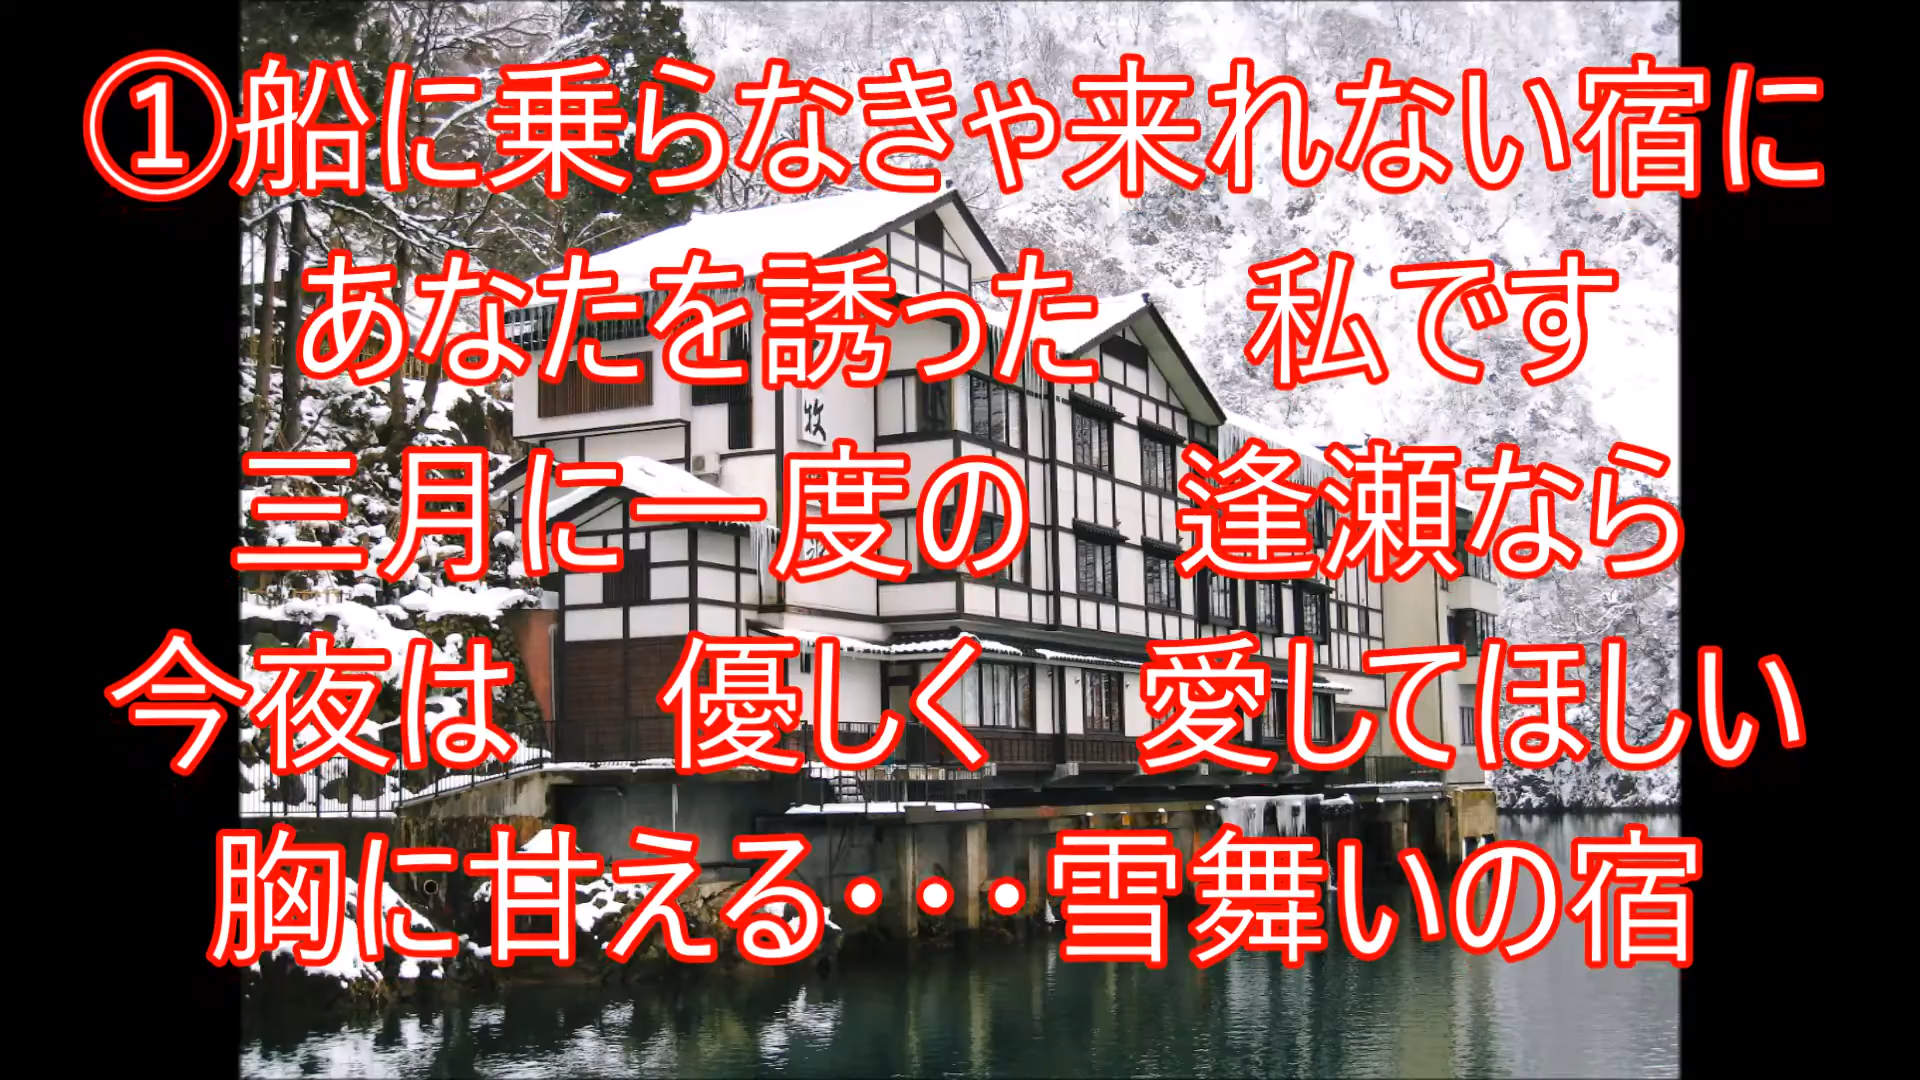 ①船に乗らなきゃ来れない宿に
あなたを誘った　私です
三月に一度の　逢瀬なら
今夜は　優しく　愛してほしい
胸に甘える・・・雪舞いの宿
牧